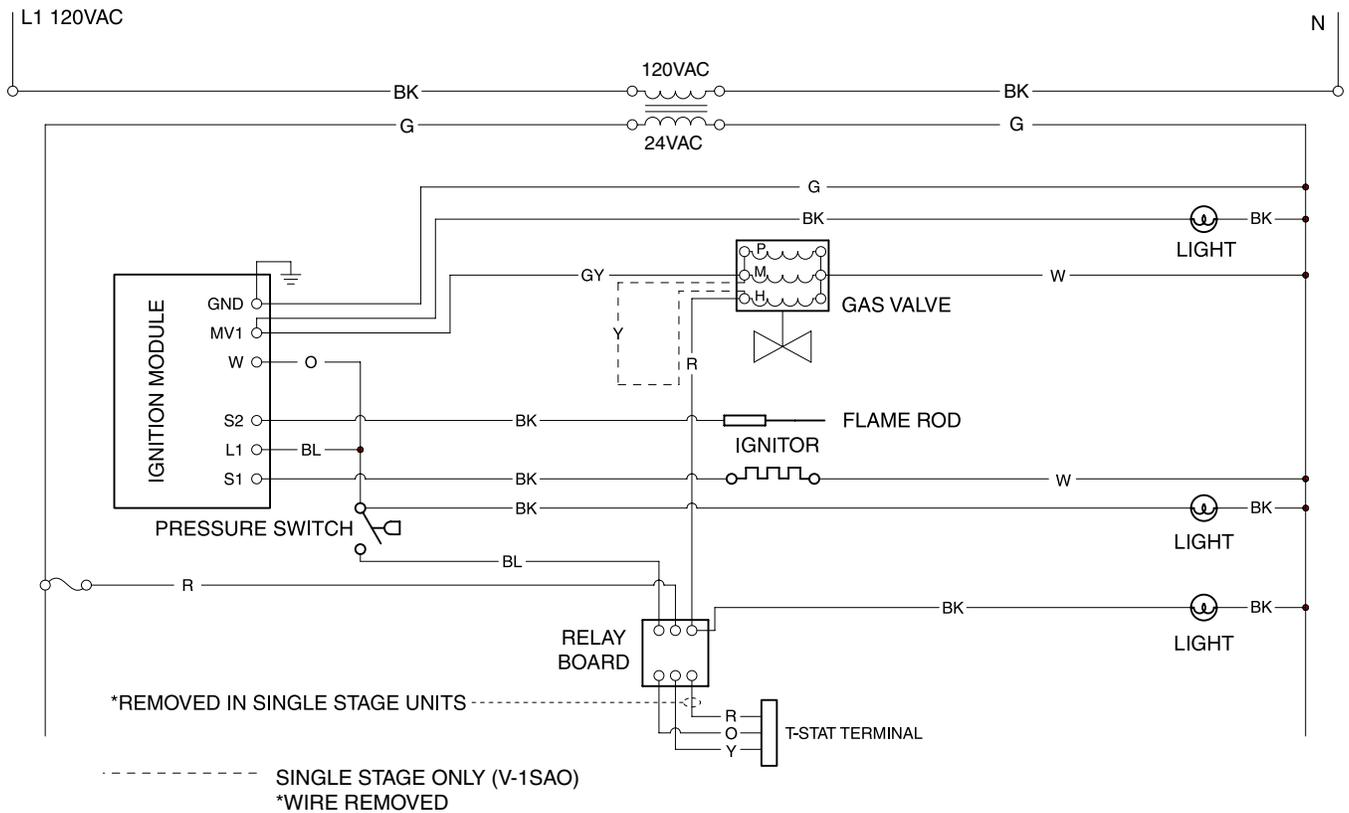 L1 120VAC
N
120VAC
BK
BK
G
G
24VAC
G
BK
BK
LIGHT
P
M
H
GY
W
GAS VALVE
IGNITION MODULE
GND
MV1
W
O
Y
R
S2
BK
FLAME ROD
IGNITOR
L1
BL
S1
BK
W
BK
BK
PRESSURE SWITCH
LIGHT
BL
R
BK
BK
RELAY
BOARD
LIGHT
*REMOVED IN SINGLE STAGE UNITS
R
O
Y
T-STAT TERMINAL
SINGLE STAGE ONLY (V-1SAO)
*WIRE REMOVED